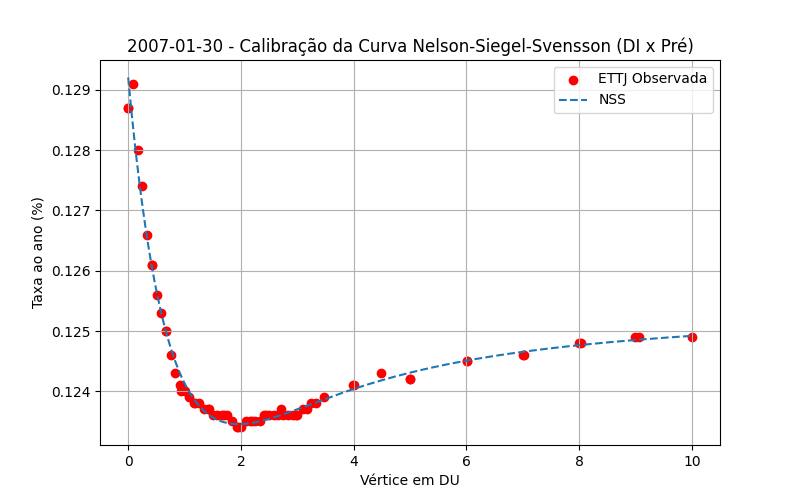 2007-01-30 - Calibração da Curva Nelson-Siegel-Svensson (DI x Pré)
ETTJ Observada
NSS
Taxa ao ano (%)
0.129
0.128
0.127
0.126
0.125
0.124
0 2 4 6 8 10
Vértice em DU